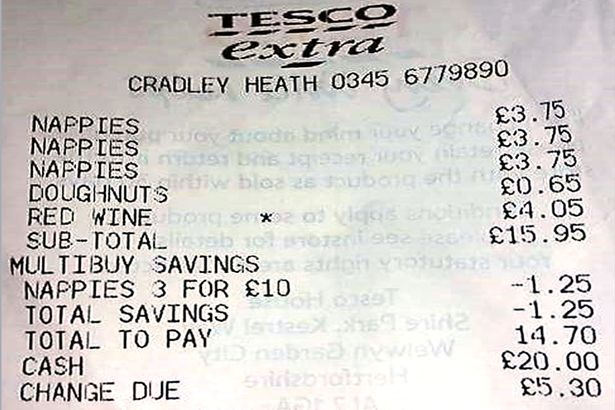 TESCO
extra
CRADLEY HEATH 0345 6779890
NAPPIES £3.75
NAPPIES £3.75
NAPPIES £3.75
DOUGHNUTS £0.65
RED WINE * £4.05
SUB-TOTAL £15.95
MULTIBUY SAVINGS
NAPPIES 3 FOR £10 -1.25
TOTAL SAVINGS -1.25
TOTAL TO PAY 14.70
CASH £20.00
CHANGE DUE £5.30